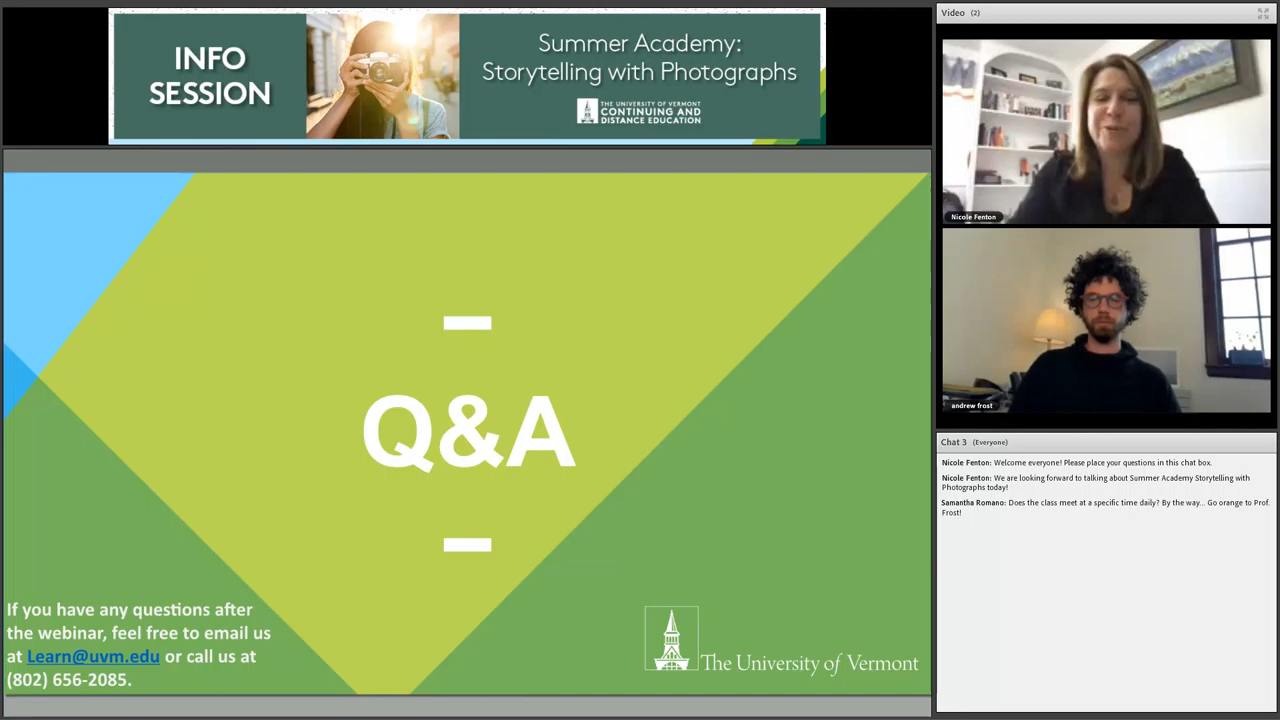 INFO
SESSION
Summer Academy:
Storytelling with Photographs
THE UNIVERSITY OF VERMONT
CONTINUING AND
DISTANCE EDUCATION
Q&A
If you have any questions after
the webinar, feel free to email us
at Learn@uvm.edu or call us at
(802) 656-2085.
The University of Vermont
Video (2)
Nicole Fenton
andrew frost
Chat 3 (Everyone)
Nicole Fenton: Welcome everyone! Please place your questions in this chat box.
Nicole Fenton: We are looking forward to talking about Summer Academy Storytelling with
Photographs today!
Samantha Romano: Does the class meet at a specific time daily? By the way... Go orange to Prof.
Frost!